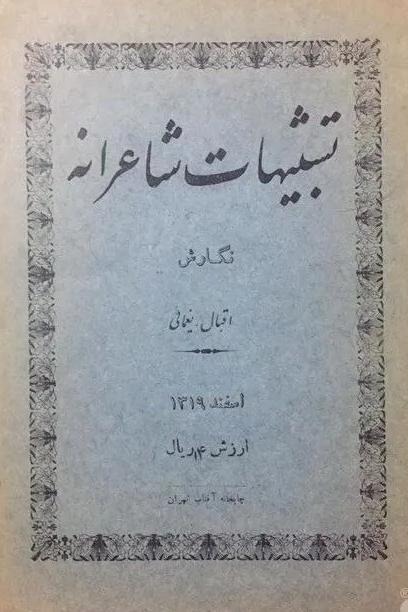 تشبیهات شاعرانه
نگارش
اقبال یغمائی
اسفند ۱۳۱۹
ارزش ۴ ریال
چاپخانه آفتاب تهران